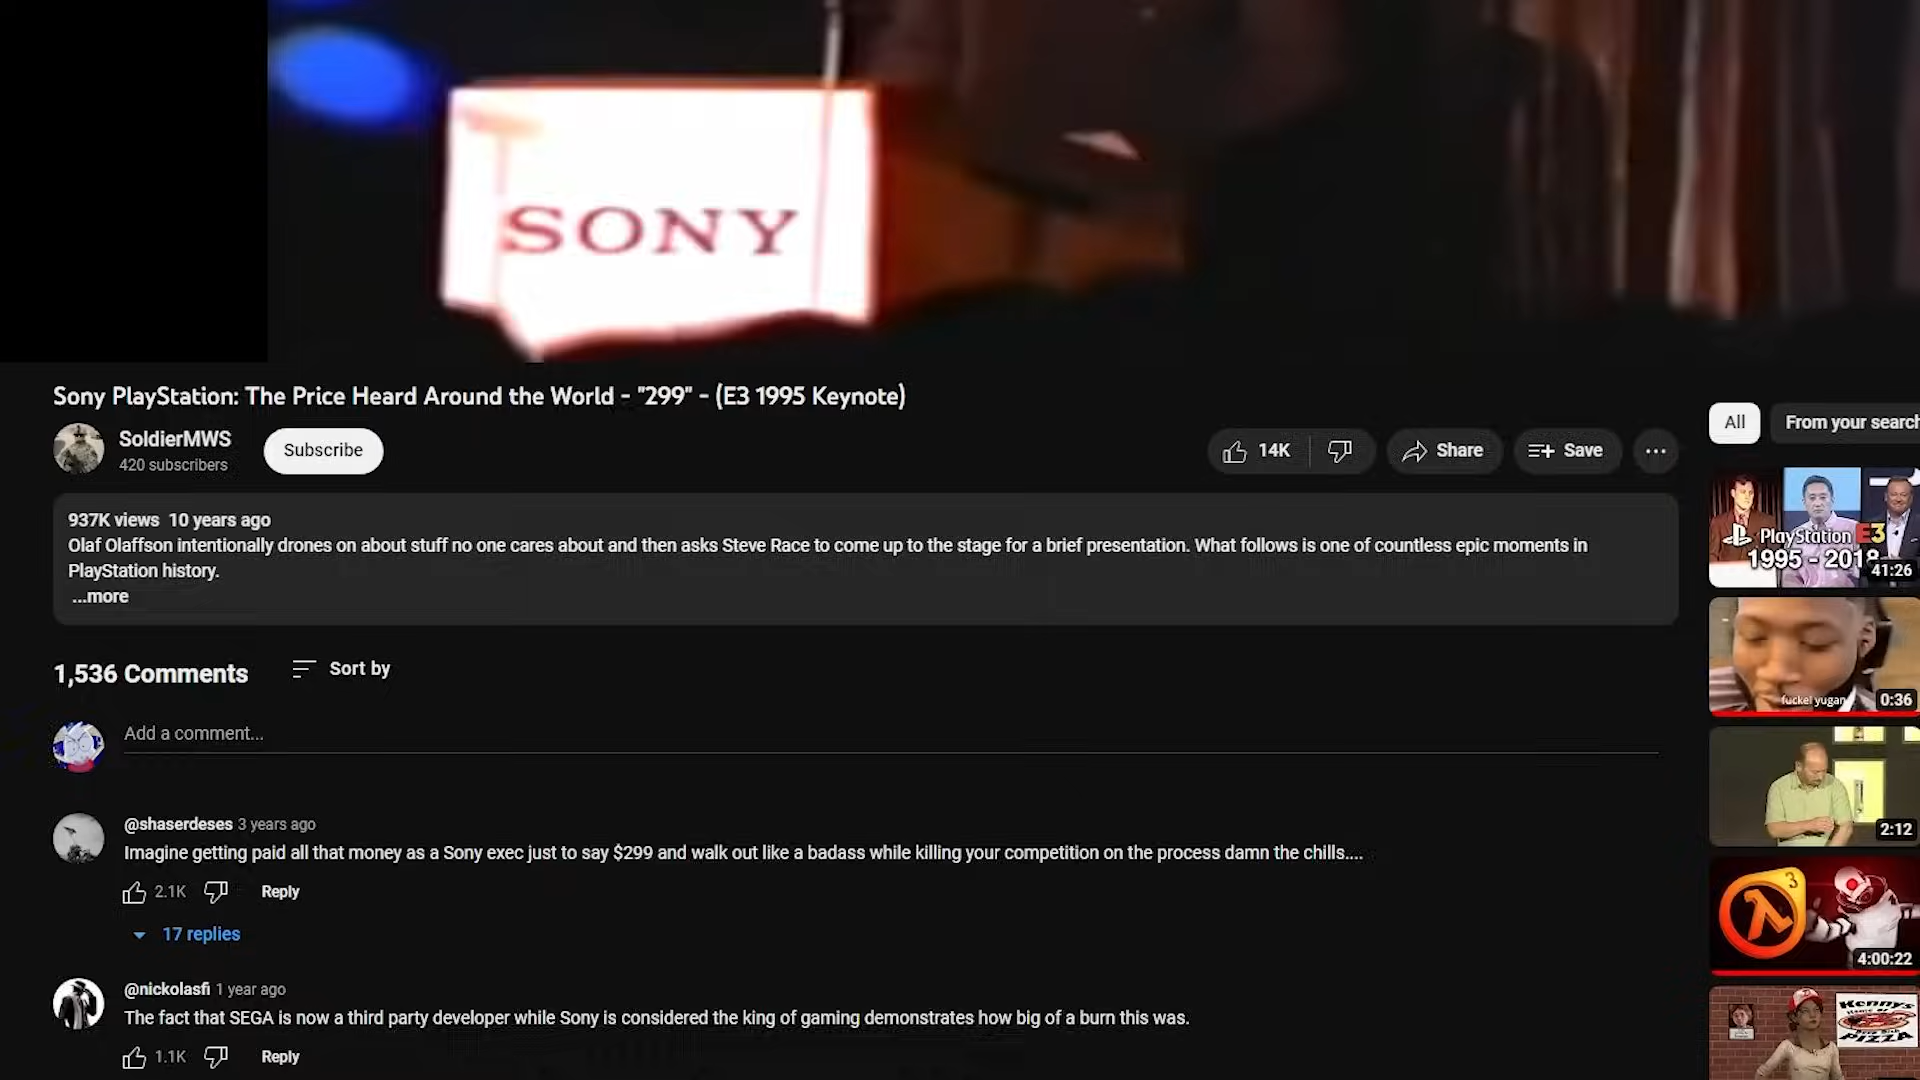 SONY
Sony PlayStation: The Price Heard Around the World - "299" - (E3 1995 Keynote)
SoldierMWS
420 subscribers
Subscribe
14K
Share
Save
All
From your search
937K views 10 years ago
Olaf Olaffson intentionally drones on about stuff no one cares about and then asks Steve Race to come up to the stage for a brief presentation. What follows is one of countless epic moments in
PlayStation history.
...more
1,536 Comments
Sort by
Add a comment...
@shaserdeses 3 years ago
Imagine getting paid all that money as a Sony exec just to say $299 and walk out like a badass while killing your competition on the process damn the chills....
2.1K
Reply
17 replies
@nickolasfi 1 year ago
The fact that SEGA is now a third party developer while Sony is considered the king of gaming demonstrates how big of a burn this was.
1.1K
Reply
PlayStation E3
1995 - 2018
41:26
fuckel yugan
0:36
2:12
3
4:00:22
Kenny's
PIZZA